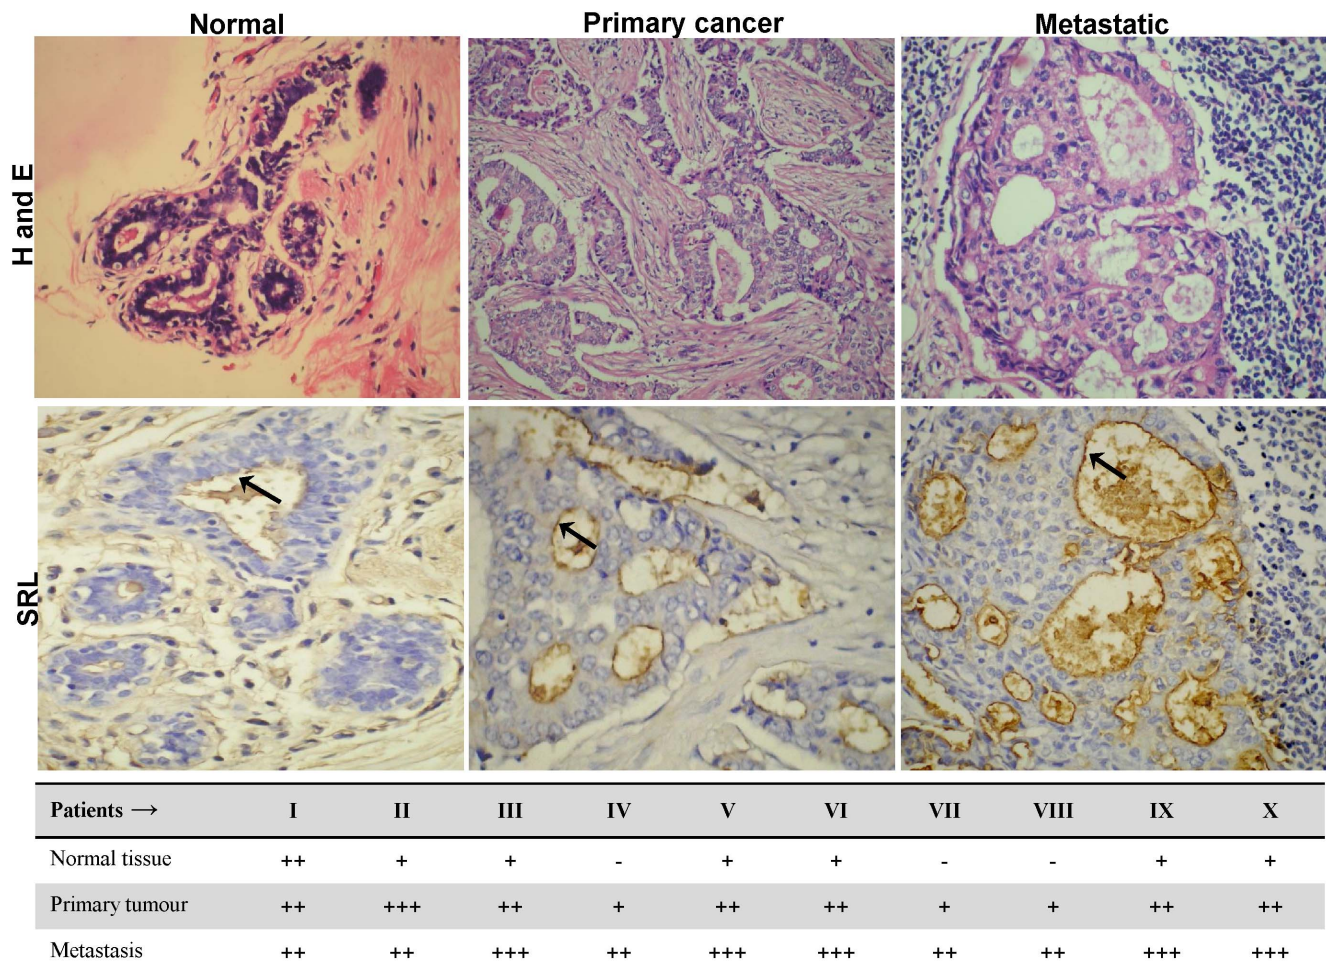 Normal Primary cancer Metastatic
H and E
SRL
Patients → I II III IV V VI VII VIII IX X
Normal tissue ++ + + - + + - - + +
Primary tumour ++ +++ ++ + ++ ++ + + ++ ++
Metastasis ++ ++ +++ ++ +++ +++ ++ ++ +++ +++